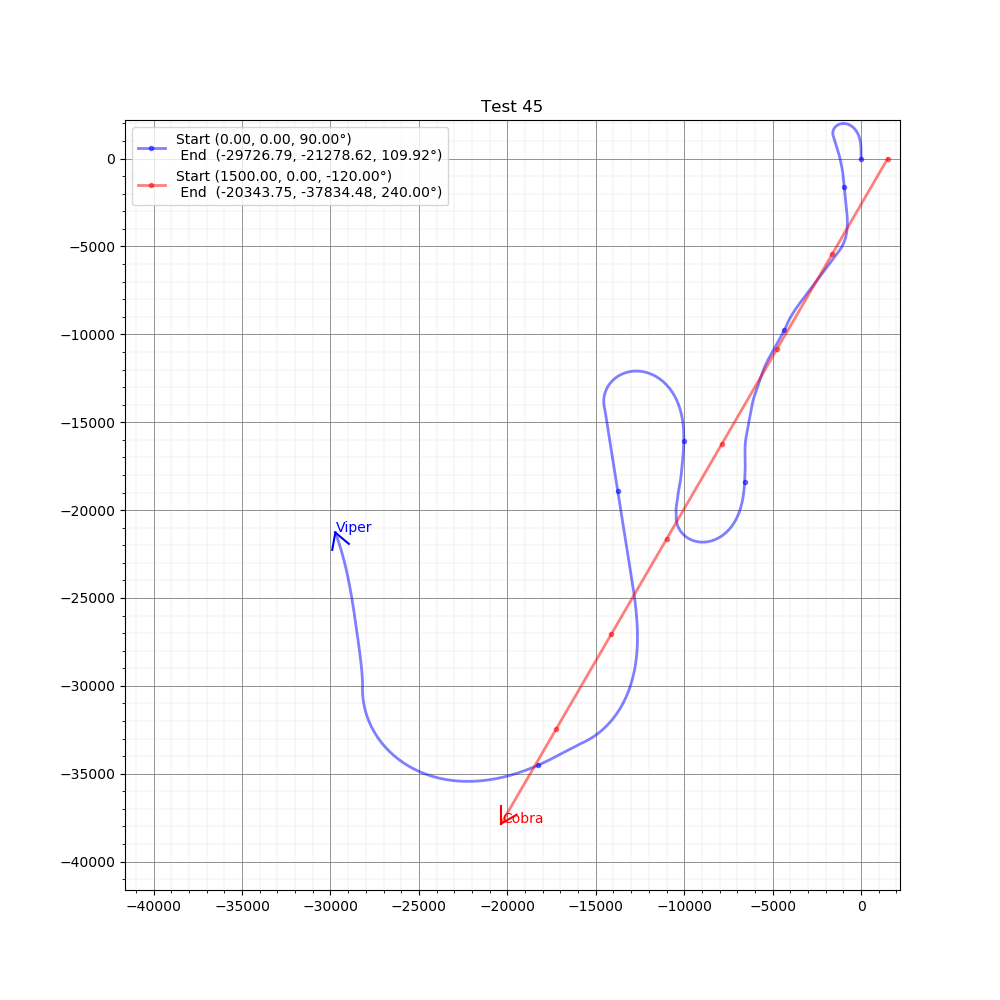 Test 45
Start (0.00, 0.00, 90.00°)
End (-29726.79, -21278.62, 109.92°)
Start (1500.00, 0.00, -120.00°)
End (-20343.75, -37834.48, 240.00°)
0
−5000
−10000
−15000
−20000
−25000
−30000
−35000
−40000
Viper
Cobra
−40000 −35000 −30000 −25000 −20000 −15000 −10000 −5000 0